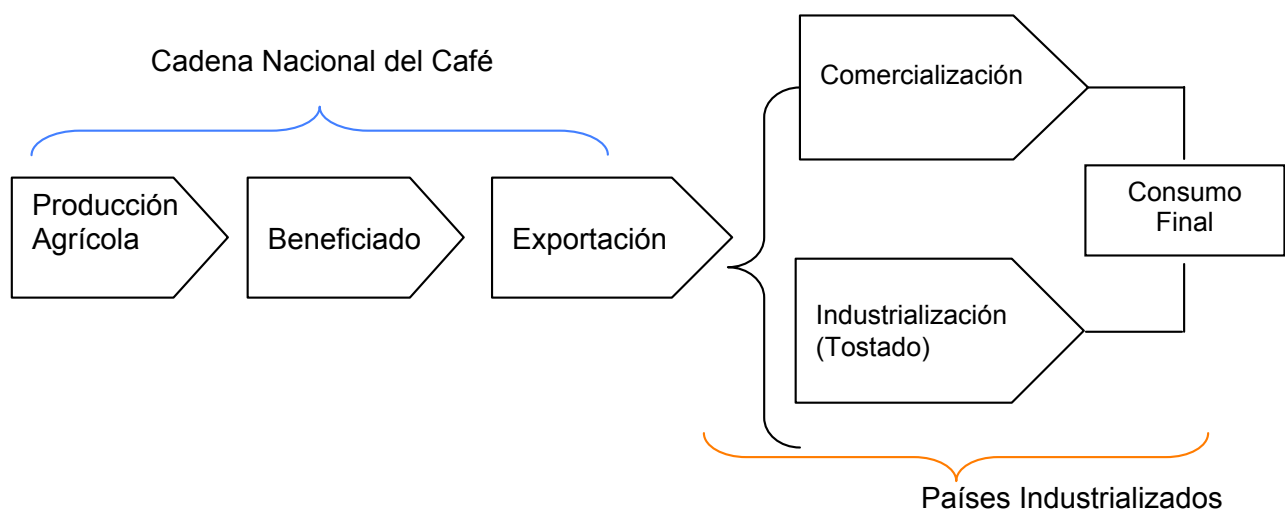 Cadena Nacional del Café
Comercialización
Producción
Agrícola
Beneficiado
Exportación
Consumo
Final
Industrialización
(Tostado)
Países Industrializados